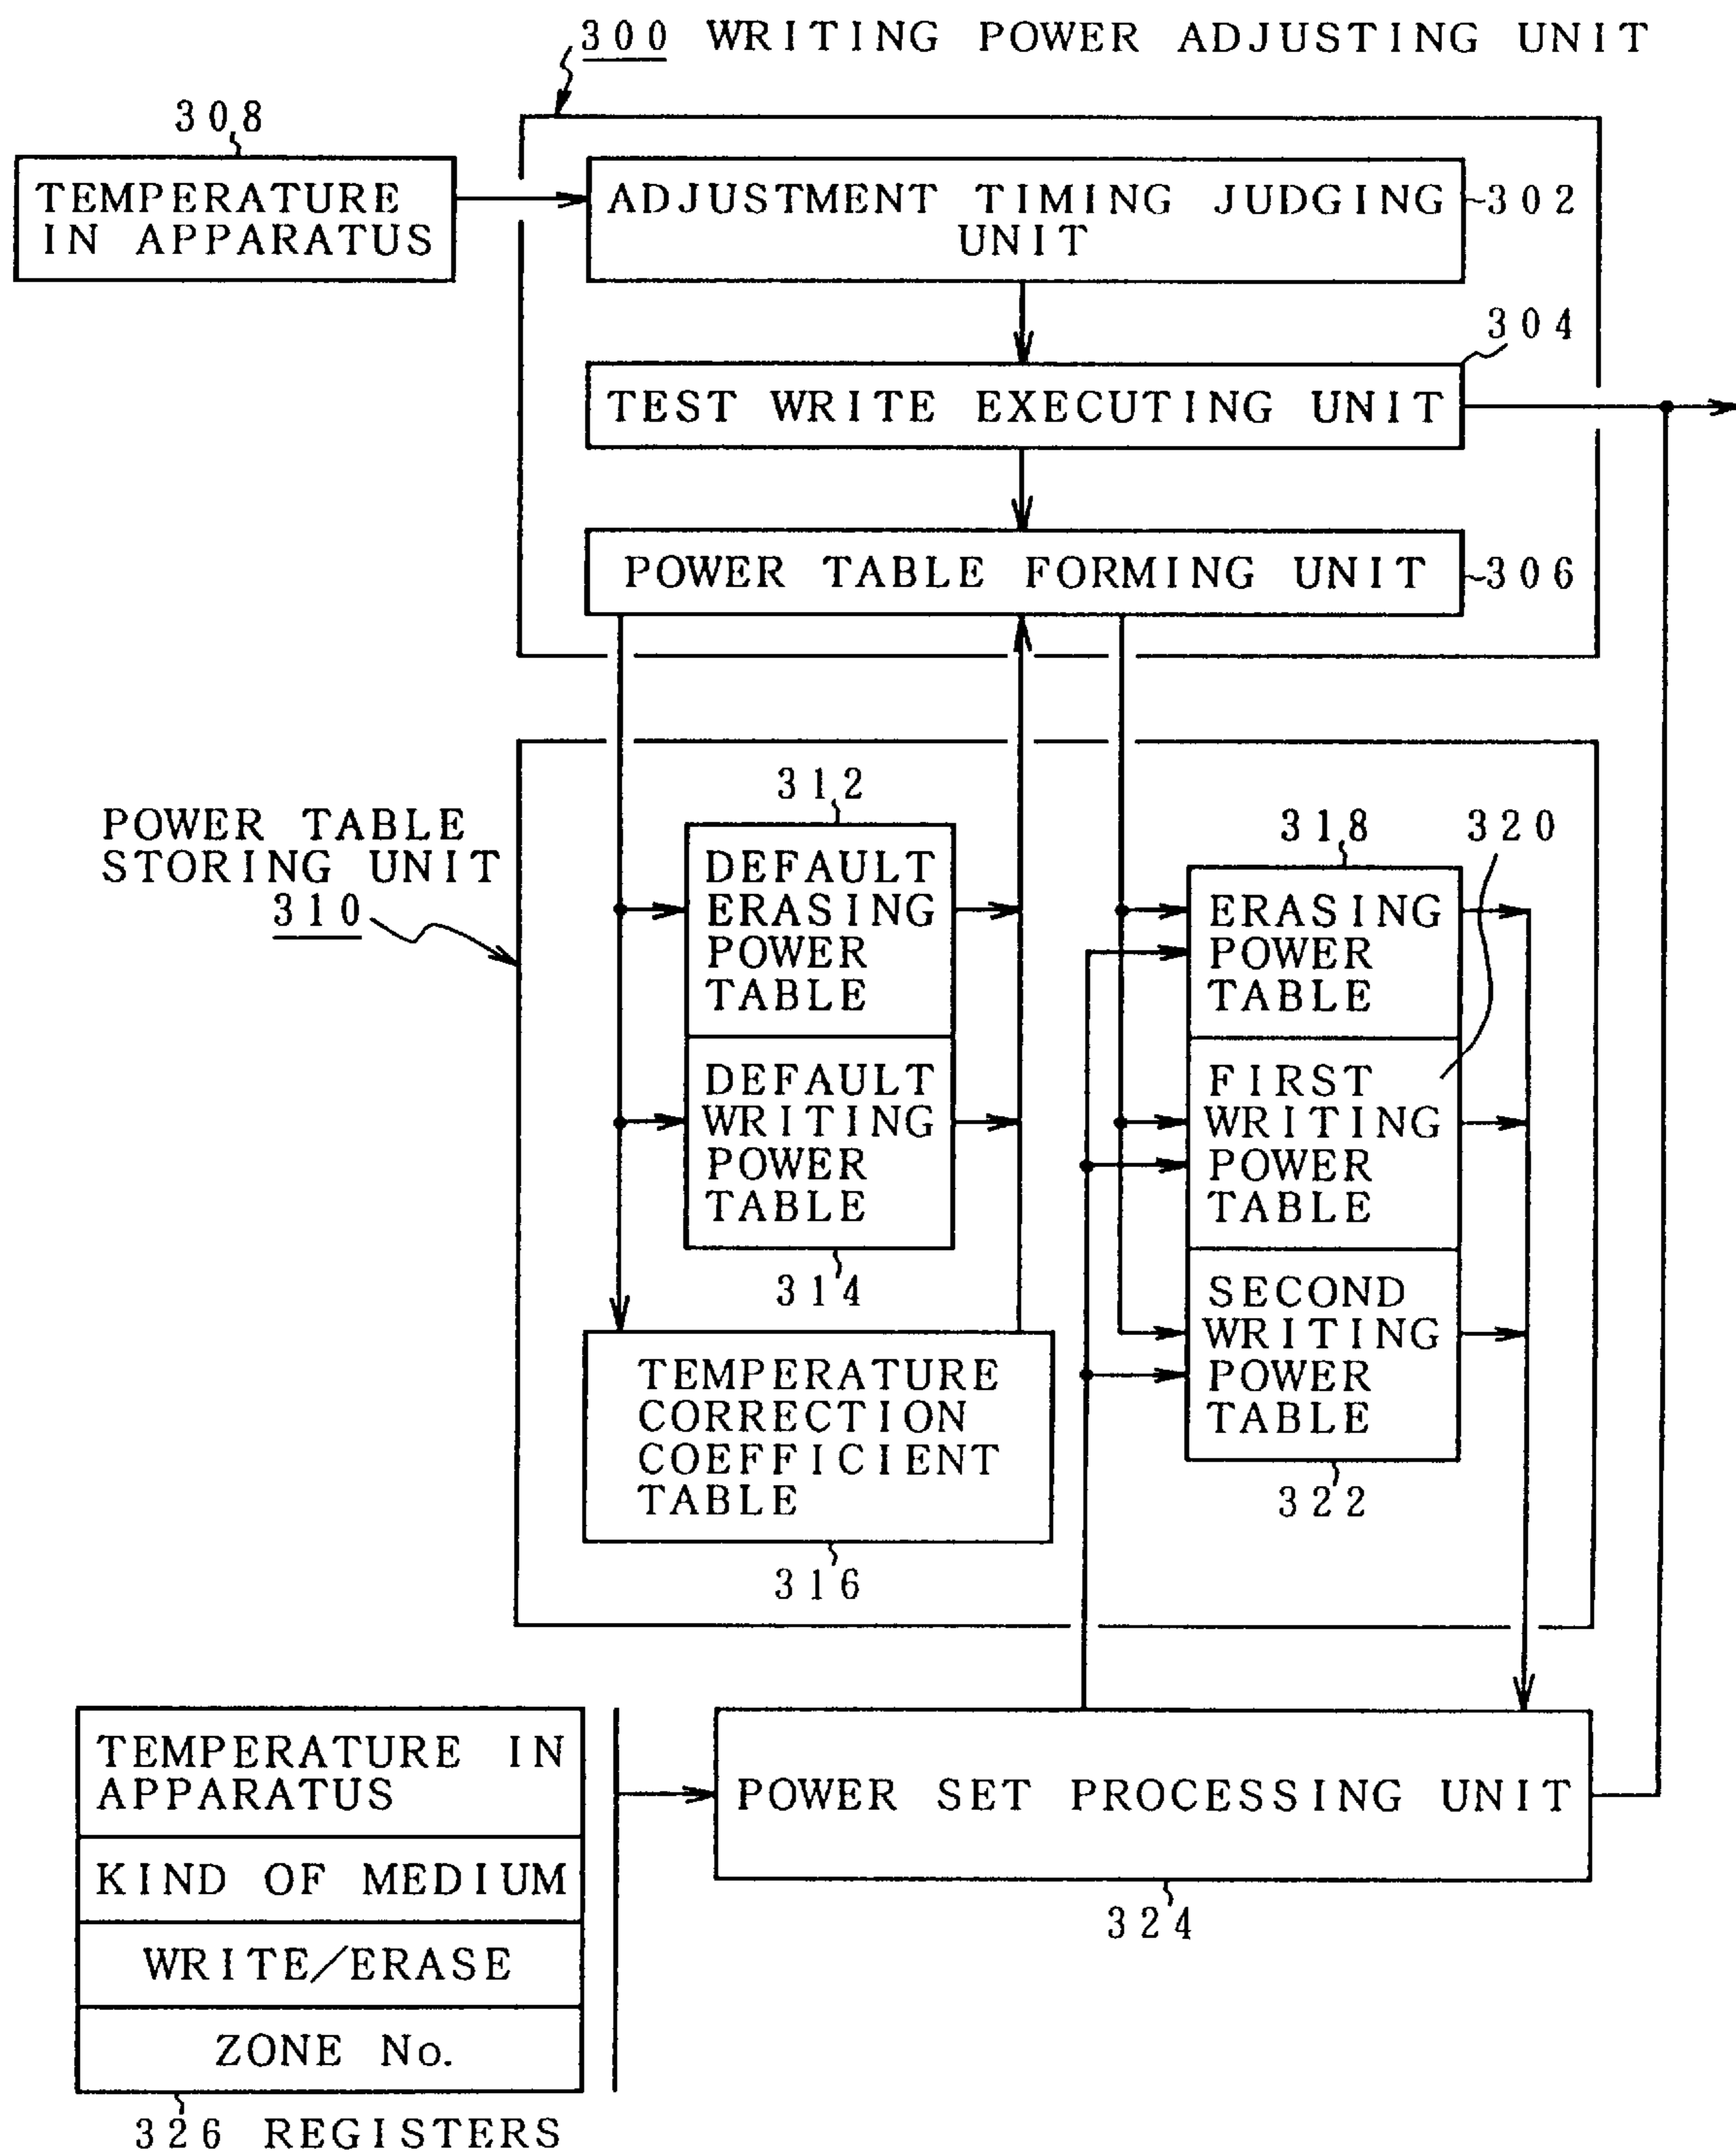 300 WRITING POWER ADJUSTING UNIT
308
TEMPERATURE
IN APPARATUS
ADJUSTMENT TIMING JUDGING
UNIT
302
304
TEST WRITE EXECUTING UNIT
POWER TABLE FORMING UNIT
306
POWER TABLE
STORING UNIT
310
312
DEFAULT
ERASING
POWER
TABLE
DEFAULT
WRITING
POWER
TABLE
314
TEMPERATURE
CORRECTION
COEFFICIENT
TABLE
316
318
320
ERASING
POWER
TABLE
FIRST
WRITING
POWER
TABLE
SECOND
WRITING
POWER
TABLE
322
TEMPERATURE IN
APPARATUS
KIND OF MEDIUM
WRITE/ERASE
ZONE No.
326 REGISTERS
POWER SET PROCESSING UNIT
324